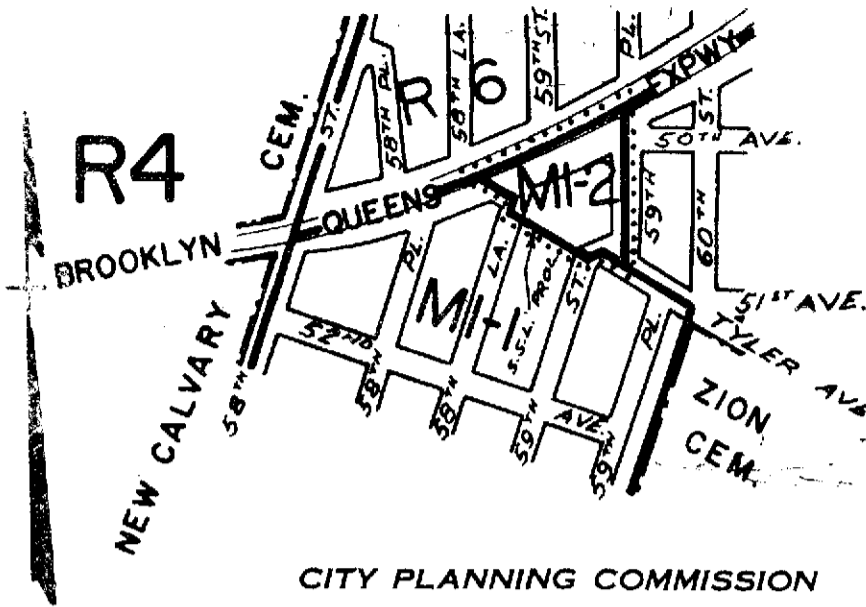 58TH LA.
59TH ST.
PL.
EXPWY
CEM.
ST.
58TH PL.
R6
50TH AVE.
ST.
R4
M1-2
59TH
60TH
BROOKLYN QUEENS
PL.
LA.
S.S.L. PROL.
ST.
M1-1
51ST AVE.
TYLER AVE
52ND AVE.
PL.
58TH
58TH
58TH
59TH
59TH
NEW CALVARY
ZION
CEM.
CITY PLANNING COMMISSION